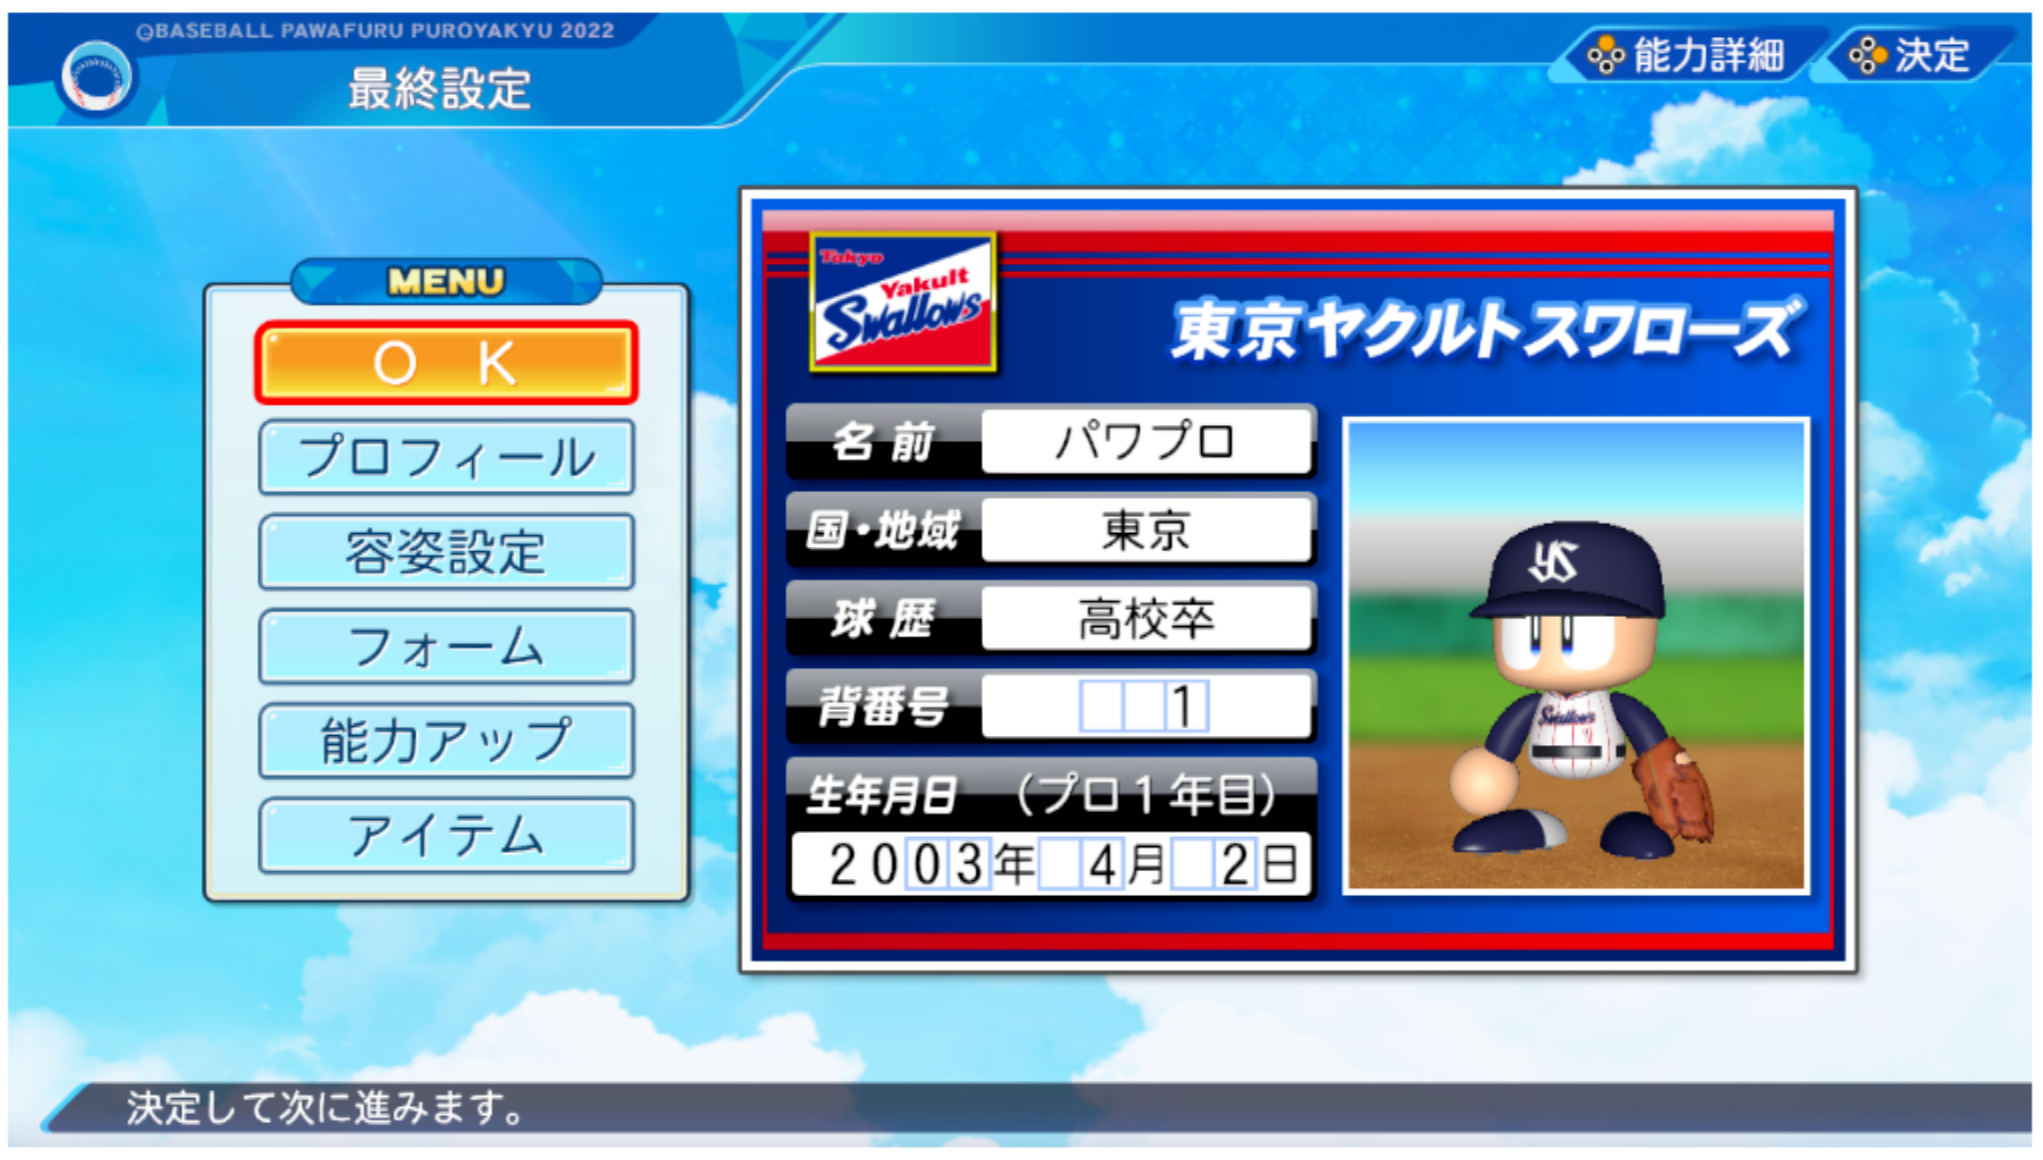 ©BASEBALL PAWAFURU PUROYAKYU 2022
最終設定
能力詳細
決定
MENU
OK
プロフィール
容姿設定
フォーム
能力アップ
アイテム
Tokyo
Yakult
Swallows
東京ヤクルトスワローズ
名前 パワプロ
国・地域 東京
球歴 高校卒
背番号 1
生年月日 (プロ1年目)
2003年 4月 2日
YS
Swallows
決定して次に進みます。